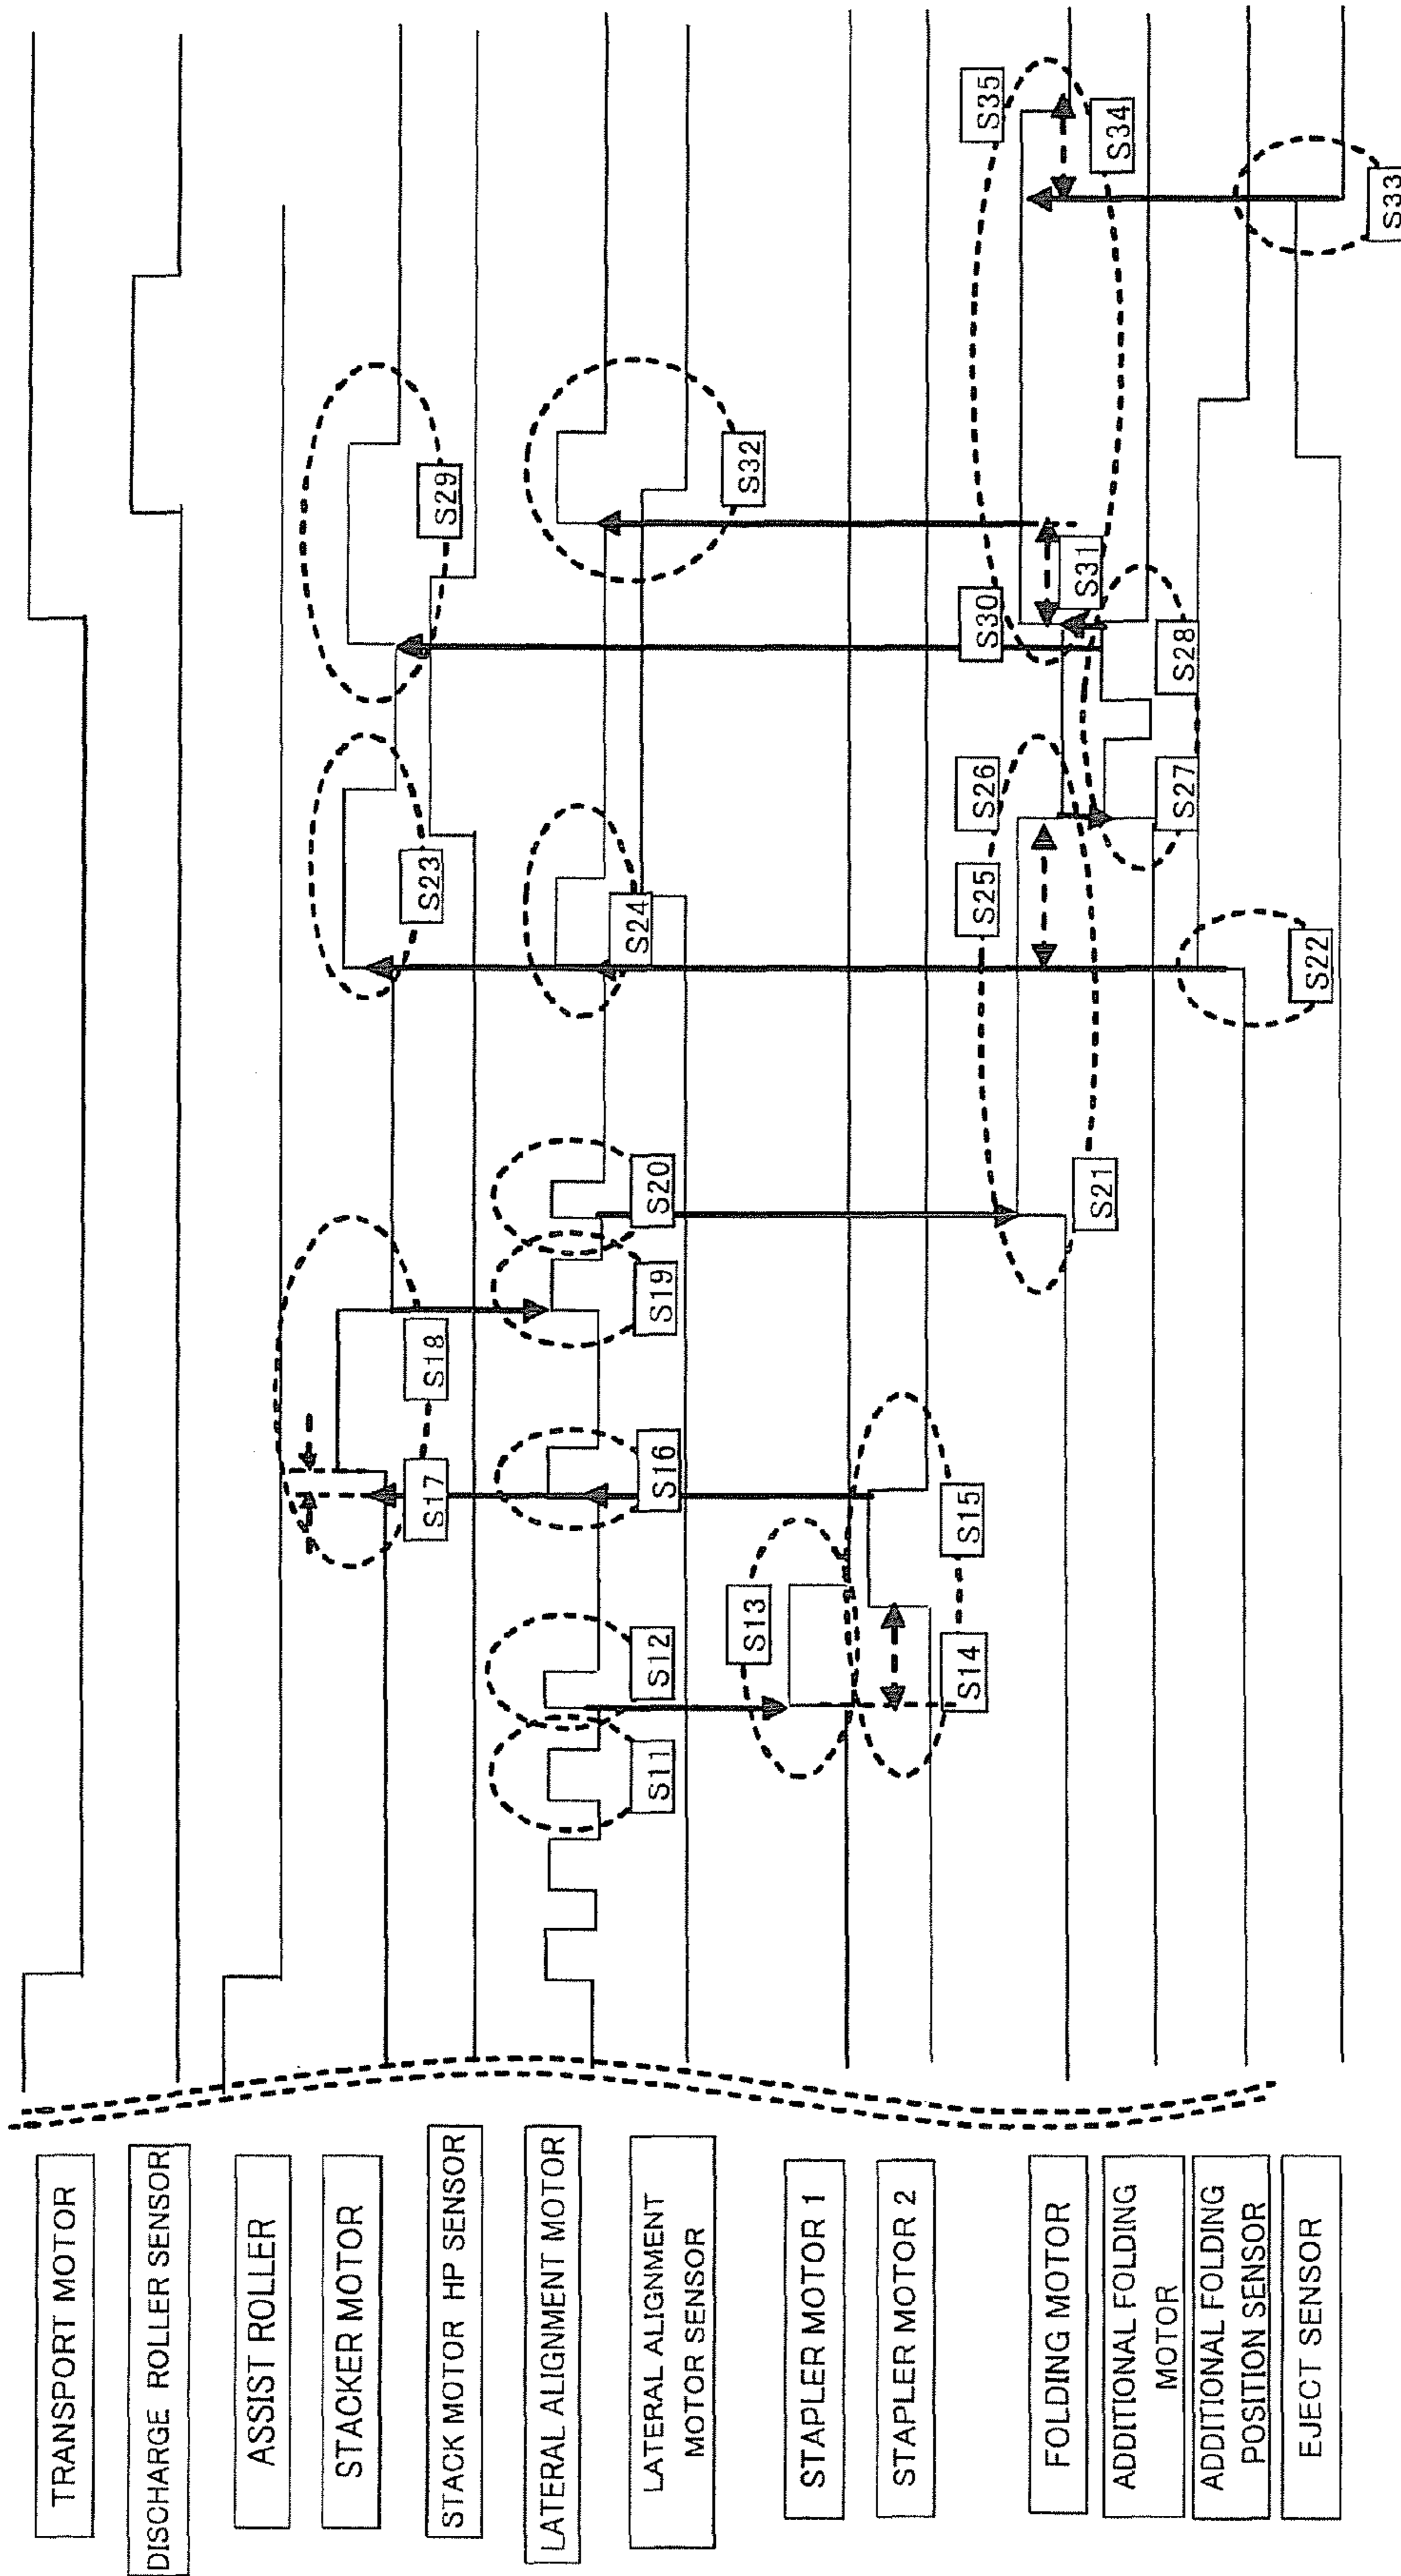 TRANSPORT MOTOR
DISCHARGE ROLLER SENSOR
ASSIST ROLLER
STACKER MOTOR
STACK MOTOR HP SENSOR
LATERAL ALIGNMENT MOTOR
LATERAL ALIGNMENT
MOTOR SENSOR
STAPLER MOTOR 1
STAPLER MOTOR 2
FOLDING MOTOR
ADDITIONAL FOLDING
MOTOR
ADDITIONAL FOLDING
POSITION SENSOR
EJECT SENSOR
S11
S12
S13
S14
S15
S16
S17
S18
S19
S20
S21
S22
S23
S24
S25
S26
S27
S28
S29
S30
S31
S32
S33
S34
S35